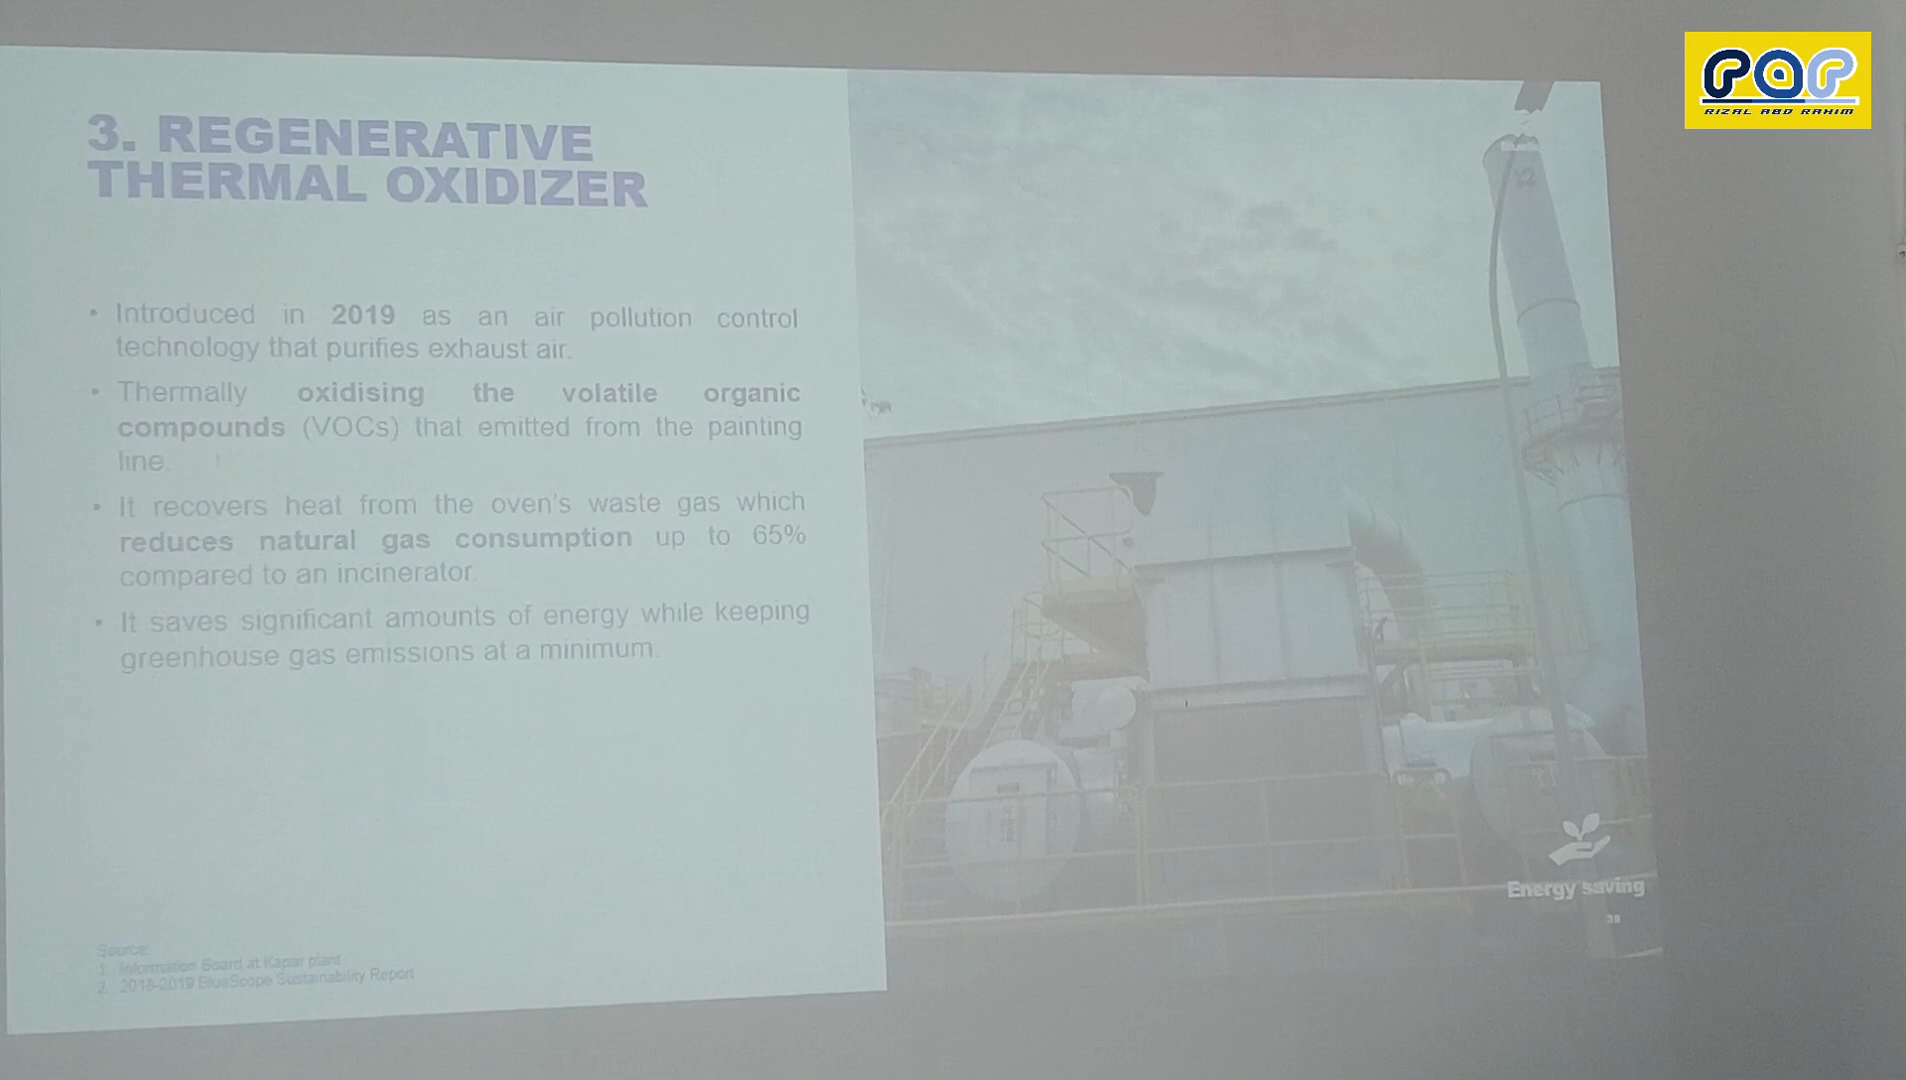 3. REGENERATIVE
THERMAL OXIDIZER
• Introduced in 2019 as an air pollution control
technology that purifies exhaust air.
• Thermally oxidising the volatile organic
compounds (VOCs) that emitted from the painting
line.
• It recovers heat from the oven's waste gas which
reduces natural gas consumption up to 65%
compared to an incinerator.
• It saves significant amounts of energy while keeping
greenhouse gas emissions at a minimum.
Source:
1. Information Board at Kapar plant
2. 2018-2019 BlueScope Sustainability Report
12
Energy saving
38
rar
RIZAL ABD RAHIM